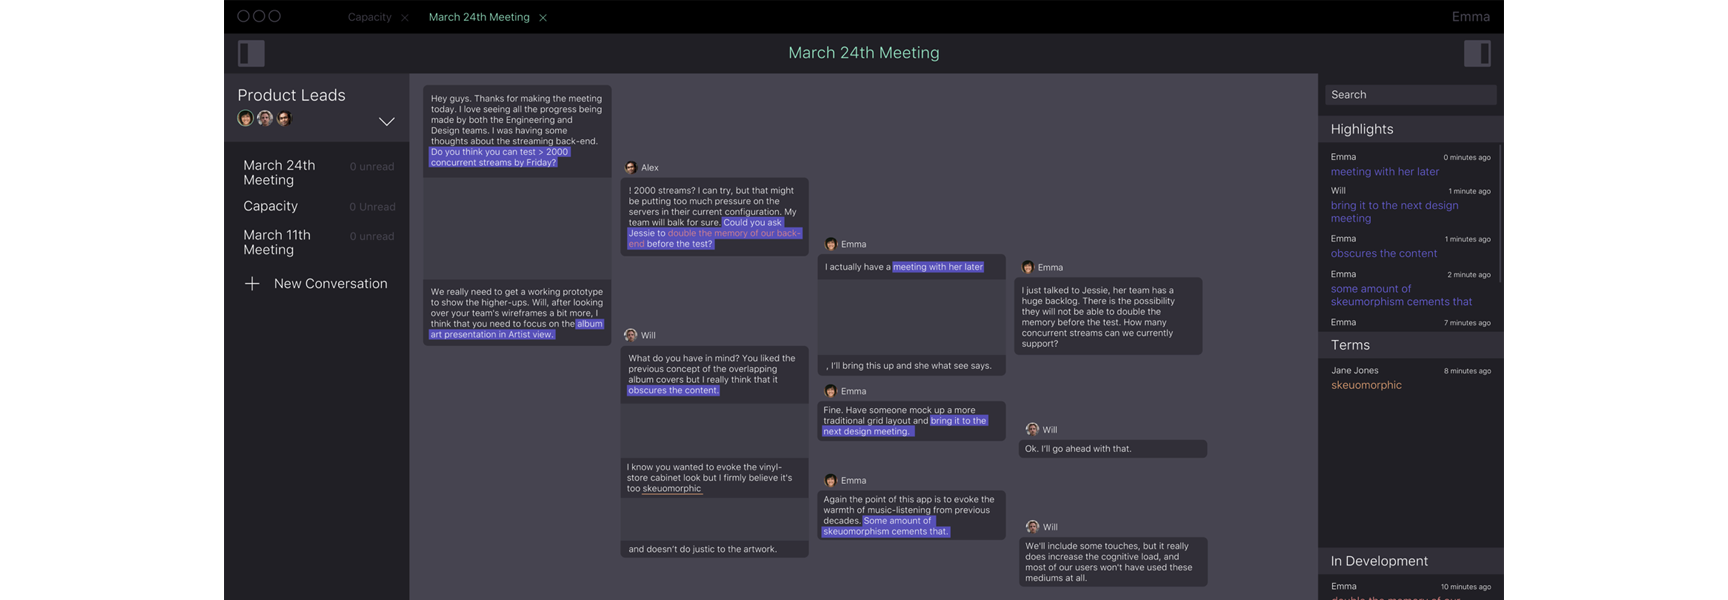 Capacity
March 24th Meeting
Emma
March 24th Meeting
Product Leads
March 24th
Meeting
0 unread
Capacity
0 Unread
March 11th
Meeting
0 unread
New Conversation
Hey guys. Thanks for making the meeting
today. I love seeing all the progress being
made by both the Engineering and
Design teams. I was having some
thoughts about the streaming back-end.
Do you think you can test > 2000
concurrent streams by Friday?
We really need to get a working prototype
to show the higher-ups. Will, after looking
over your team's wireframes a bit more, I
think that you need to focus on the album
art presentation in Artist view.
Alex
! 2000 streams? I can try, but that might
be putting too much pressure on the
servers in their current configuration. My
team will balk for sure. Could you ask
Jessie to double the memory of our back-
end before the test?
Will
What do you have in mind? You liked the
previous concept of the overlapping
album covers but I really think that it
obscures the content.
I know you wanted to evoke the vinyl-
store cabinet look but I firmly believe it's
too skeuomorphic
and doesn't do justic to the artwork.
Emma
I actually have a meeting with her later
, I'll bring this up and she what see says.
Emma
Fine. Have someone mock up a more
traditional grid layout and bring it to the
next design meeting.
Emma
Again the point of this app is to evoke the
warmth of music-listening from previous
decades. Some amount of
skeuomorphism cements that.
Emma
I just talked to Jessie, her team has a
huge backlog. There is the possibility
they will not be able to double the
memory before the test. How many
concurrent streams can we currently
support?
Will
Ok. I'll go ahead with that.
Will
We'll include some touches, but it really
does increase the cognitive load, and
most of our users won't have used these
mediums at all.
Search
Highlights
Emma 0 minutes ago
meeting with her later
Will 1 minute ago
bring it to the next design
meeting
Emma 1 minutes ago
obscures the content
Emma 2 minute ago
some amount of
skeumorphism cements that
Emma 7 minutes ago
Terms
Jane Jones 8 minutes ago
skeuomorphic
In Development
Emma 10 minutes ago
double the memory of our